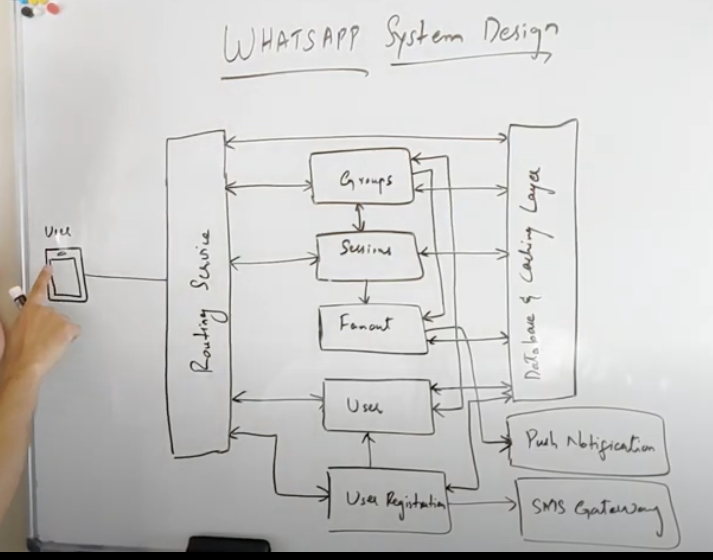 WHATSAPP System Design
User
Routing Service
Groups
Sessions
Fanout
User
User Registration
Database & Caching Layer
Push Notification
SMS Gateway